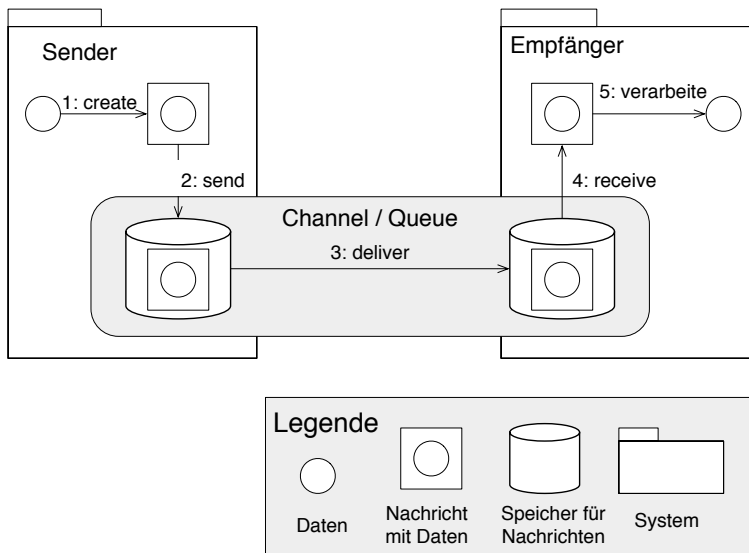 Sender
Empfänger
1: create
5: verarbeite
2: send
4: receive
Channel / Queue
3: deliver
Legende
Daten
Nachricht
mit Daten
Speicher für
Nachrichten
System